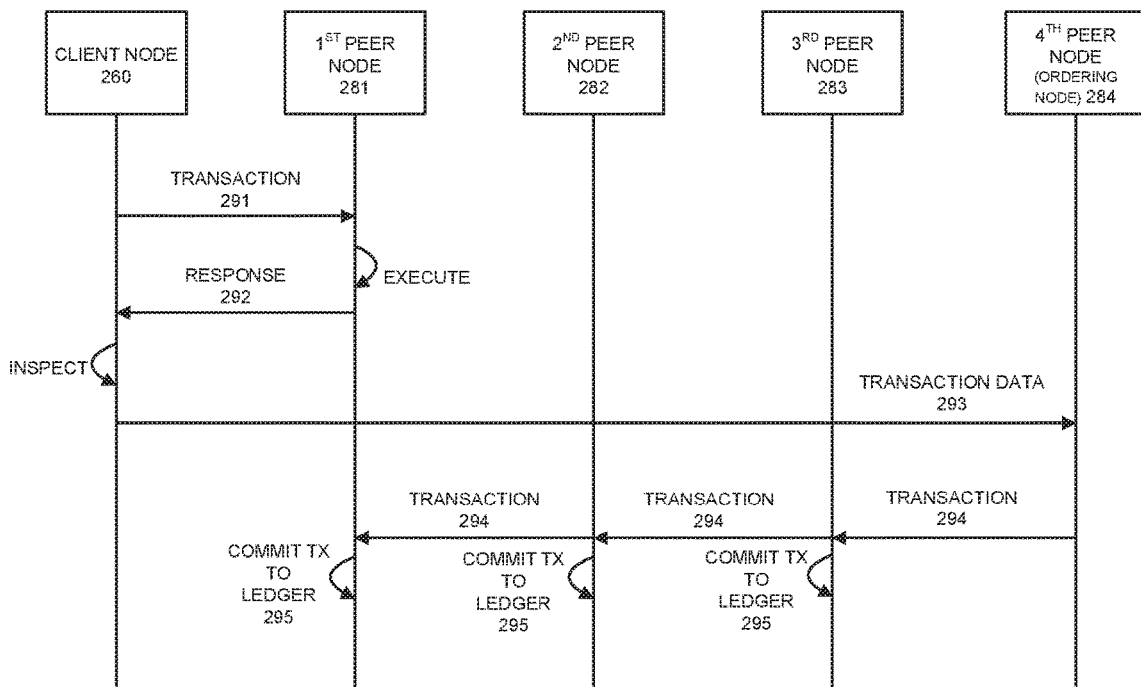 CLIENT NODE
260
1ST PEER
NODE
281
2ND PEER
NODE
282
3RD PEER
NODE
283
4TH PEER
NODE
(ORDERING
NODE) 284
TRANSACTION
291
EXECUTE
RESPONSE
292
INSPECT
TRANSACTION DATA
293
TRANSACTION
294
TRANSACTION
294
TRANSACTION
294
COMMIT TX
TO
LEDGER
295
COMMIT TX
TO
LEDGER
295
COMMIT TX
TO
LEDGER
295